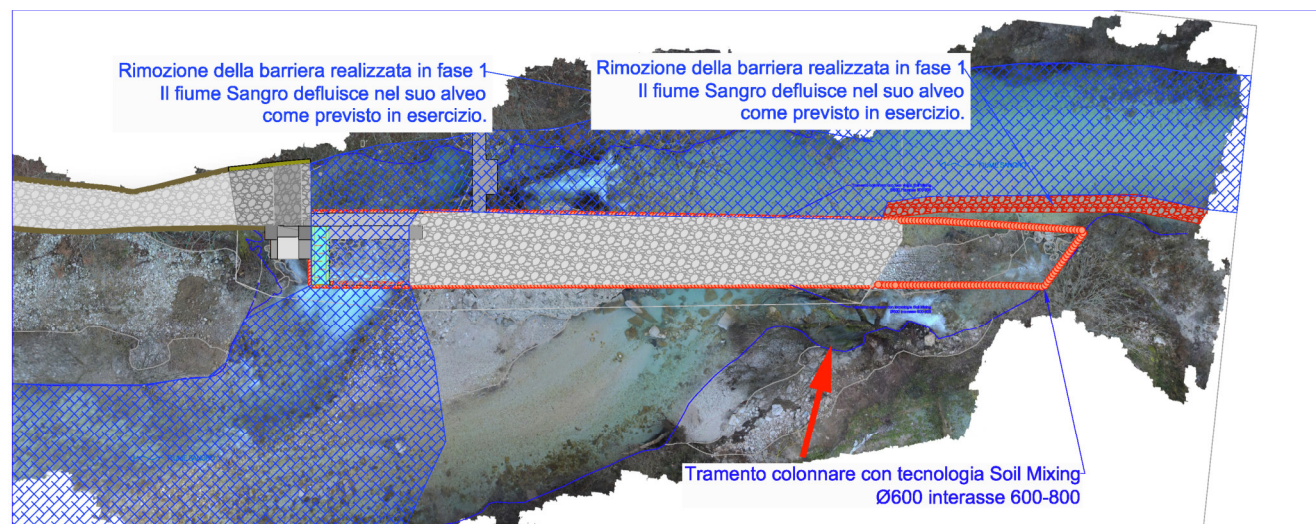 Rimozione della barriera realizzata in fase 1
Il fiume Sangro defluisce nel suo alveo
come previsto in esercizio.
Rimozione della barriera realizzata in fase 1
Il fiume Sangro defluisce nel suo alveo
come previsto in esercizio.
Tramento colonnare con tecnologia Soil Mixing
Ø600 interasse 600-800